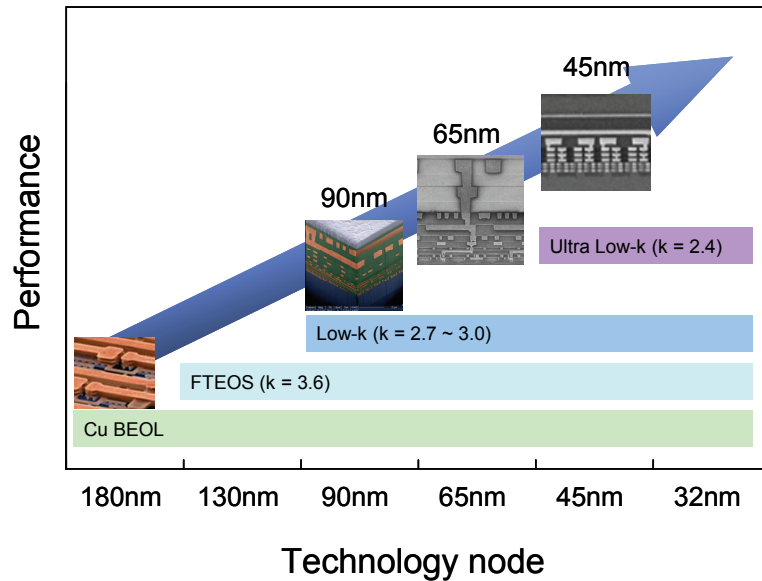 45nm
65nm
90nm
Performance
Ultra Low-k (k = 2.4)
Low-k (k = 2.7 ~ 3.0)
FTEOS (k = 3.6)
Cu BEOL
180nm 130nm 90nm 65nm 45nm 32nm
Technology node